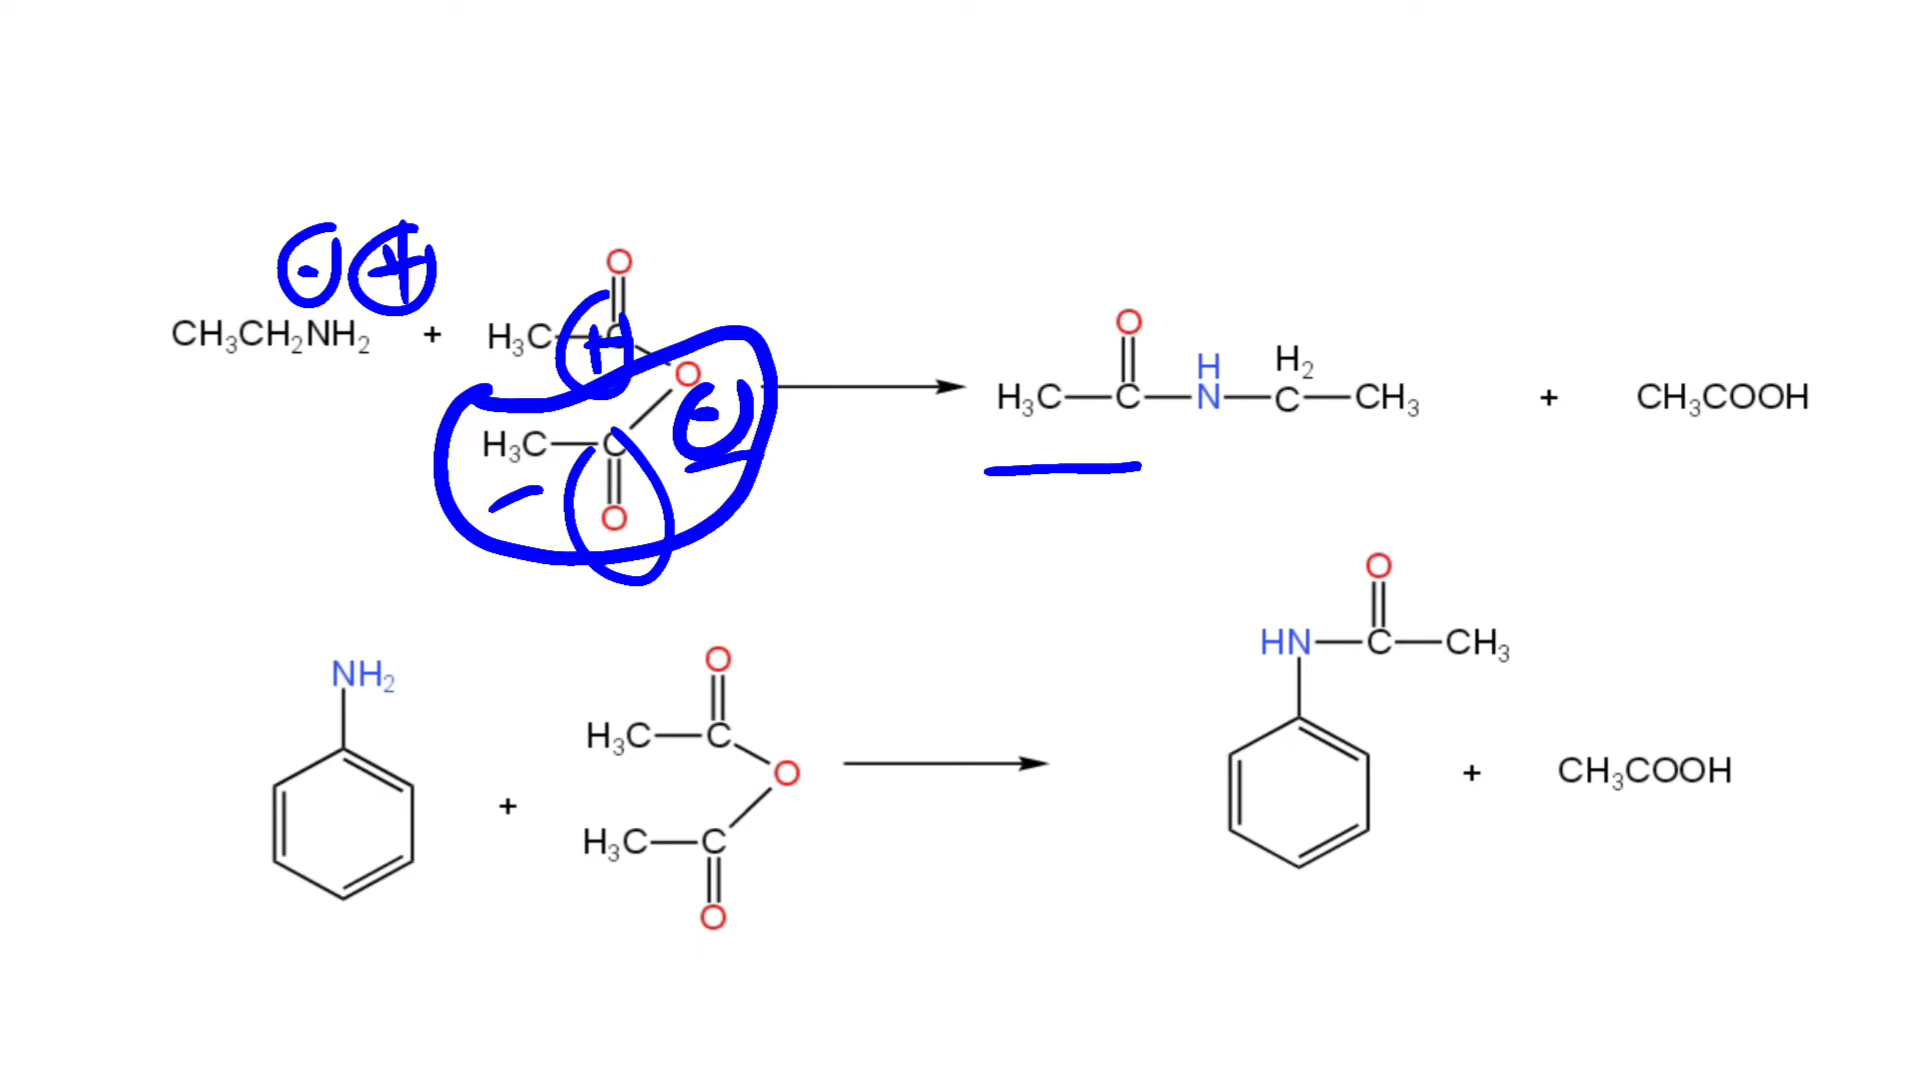 CH₃CH₂NH₂ + H₃C C O O H₃C C O
H₃C C O N H C H₂ CH₃ + CH₃COOH
NH₂ + H₃C C O O H₃C C O
HN C O CH₃ + CH₃COOH